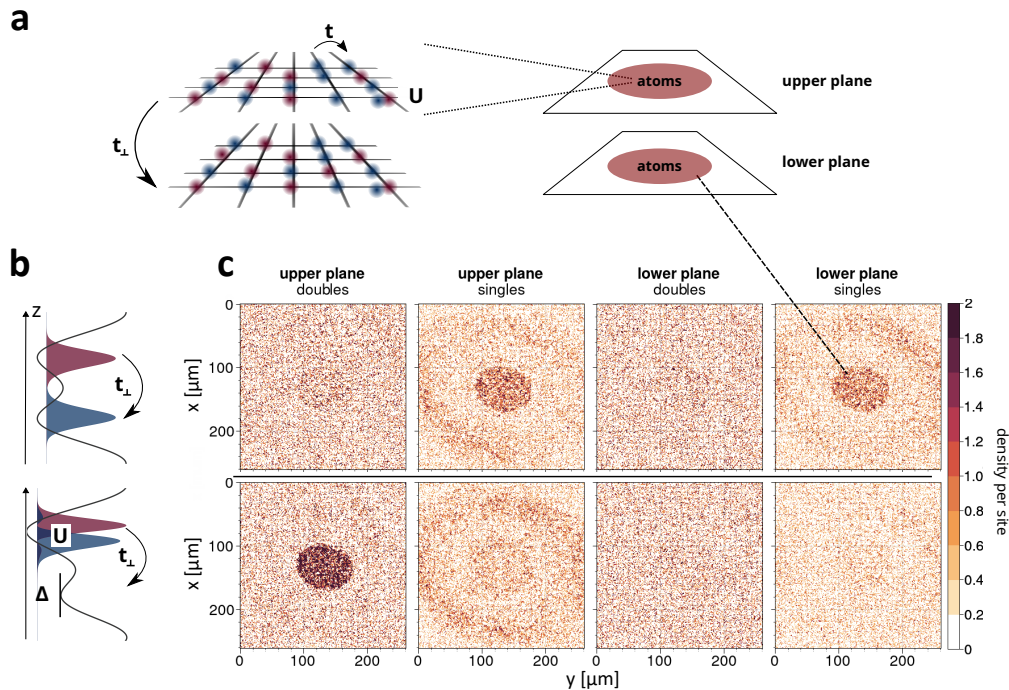 a
t
U
t⊥
atoms
upper plane
atoms
lower plane
b
z
t⊥
U
t⊥
Δ
c
upper plane
doubles
upper plane
singles
lower plane
doubles
lower plane
singles
0
100
200
x [μm]
0
100
200
x [μm]
0 100 200
0 100 200
0 100 200
0 100 200
y [μm]
2
1.8
1.6
1.4
1.2
1.0
0.8
0.6
0.4
0.2
0
density per site